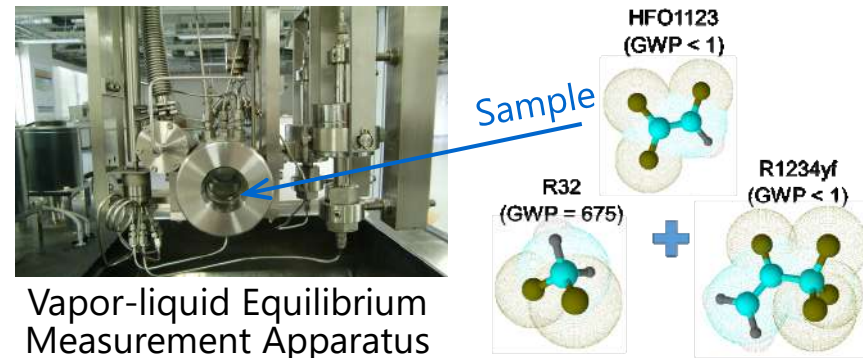 HFO1123
(GWP < 1)
Sample
R32
(GWP = 675)
R1234yf
(GWP < 1)
Vapor-liquid Equilibrium
Measurement Apparatus